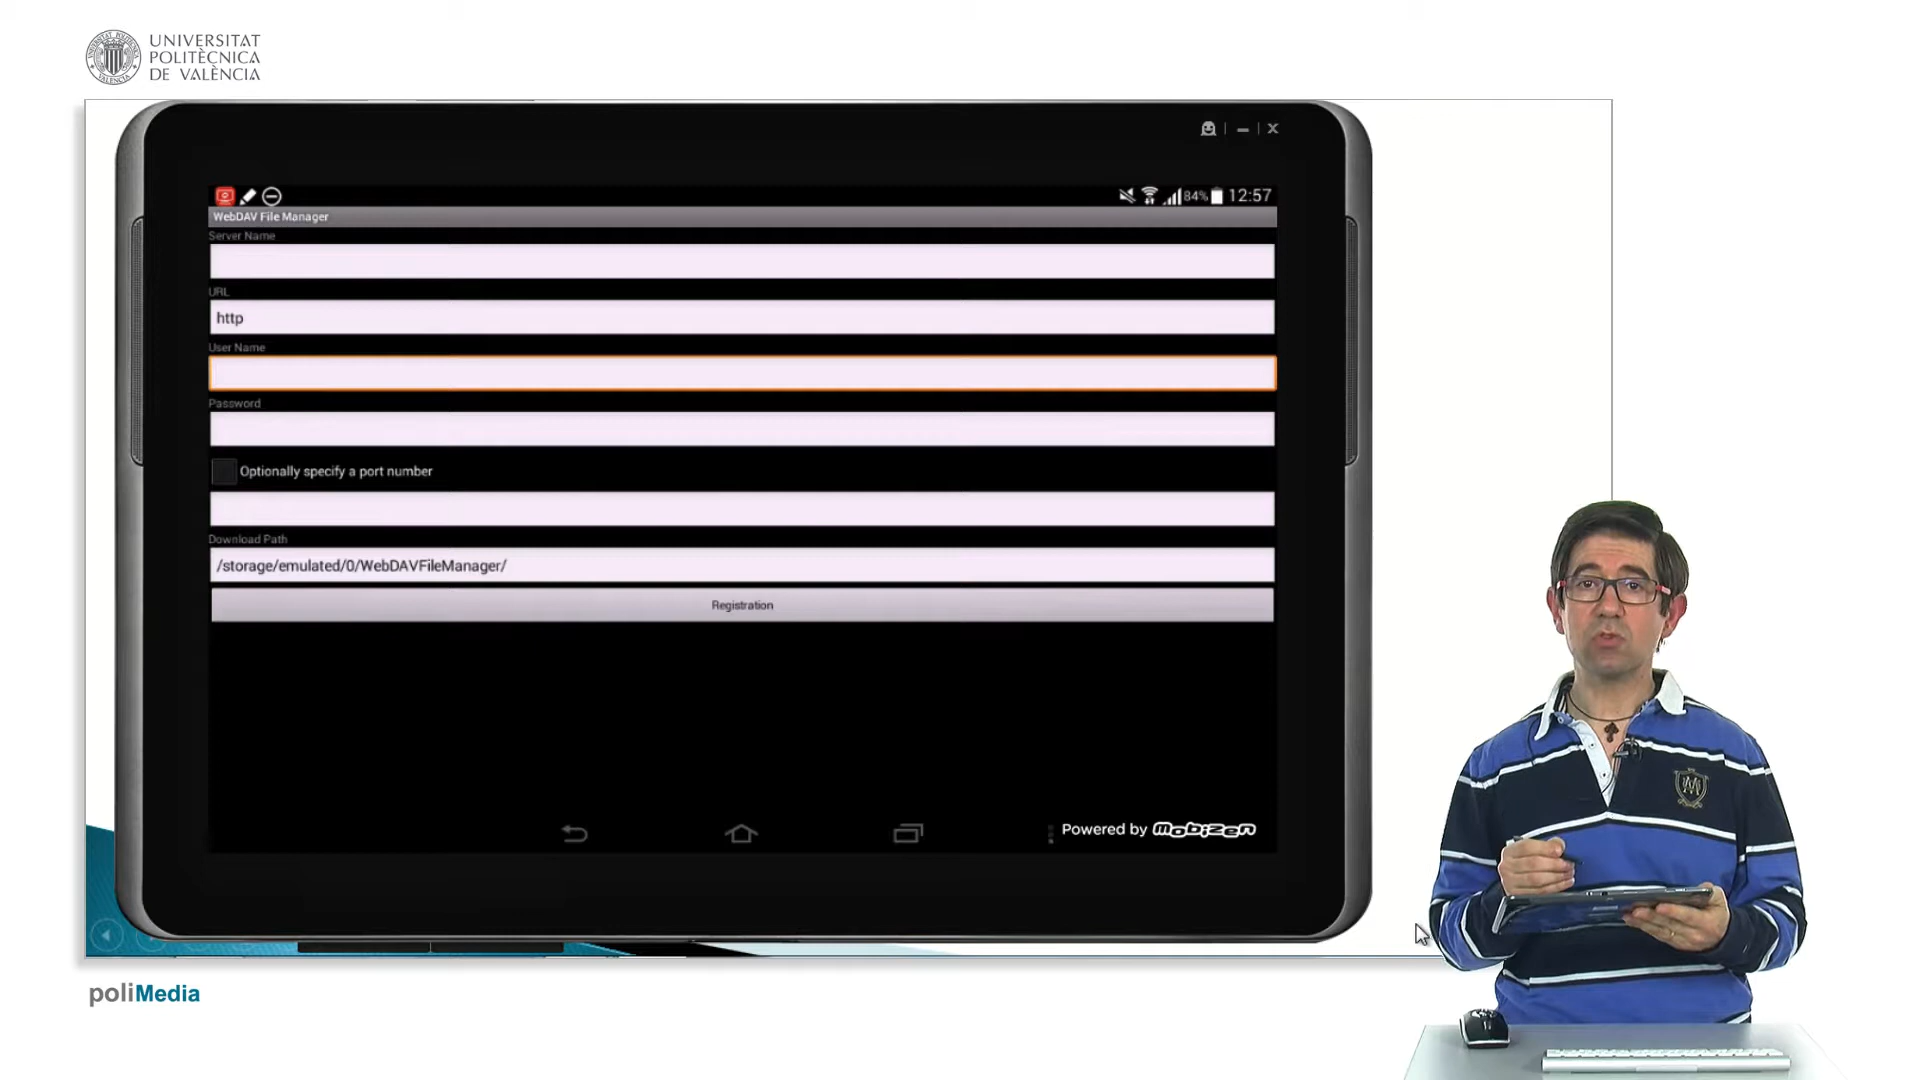 UNIVERSITAT
POLITÈCNICA
DE VALÈNCIA
84% 12:57
WebDAV File Manager
Server Name
URL
http
User Name
Password
Optionally specify a port number
Download Path
/storage/emulated/0/WebDAVFileManager/
Registration
Powered by mobizen
poliMedia